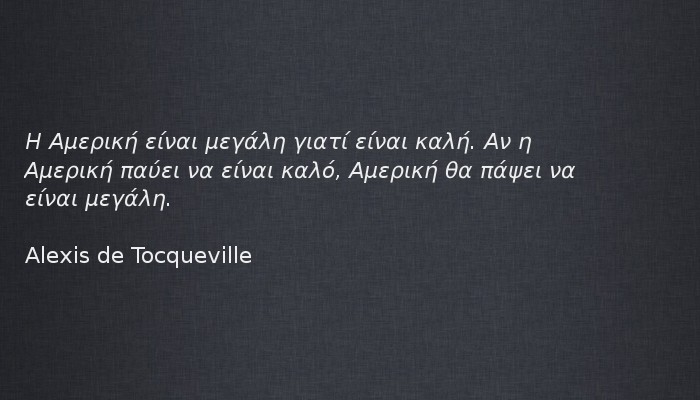 Η Αμερική είναι μεγάλη γιατί είναι καλή. Αν η
Αμερική παύει να είναι καλό, Αμερική θα πάψει να
είναι μεγάλη.
Alexis de Tocqueville